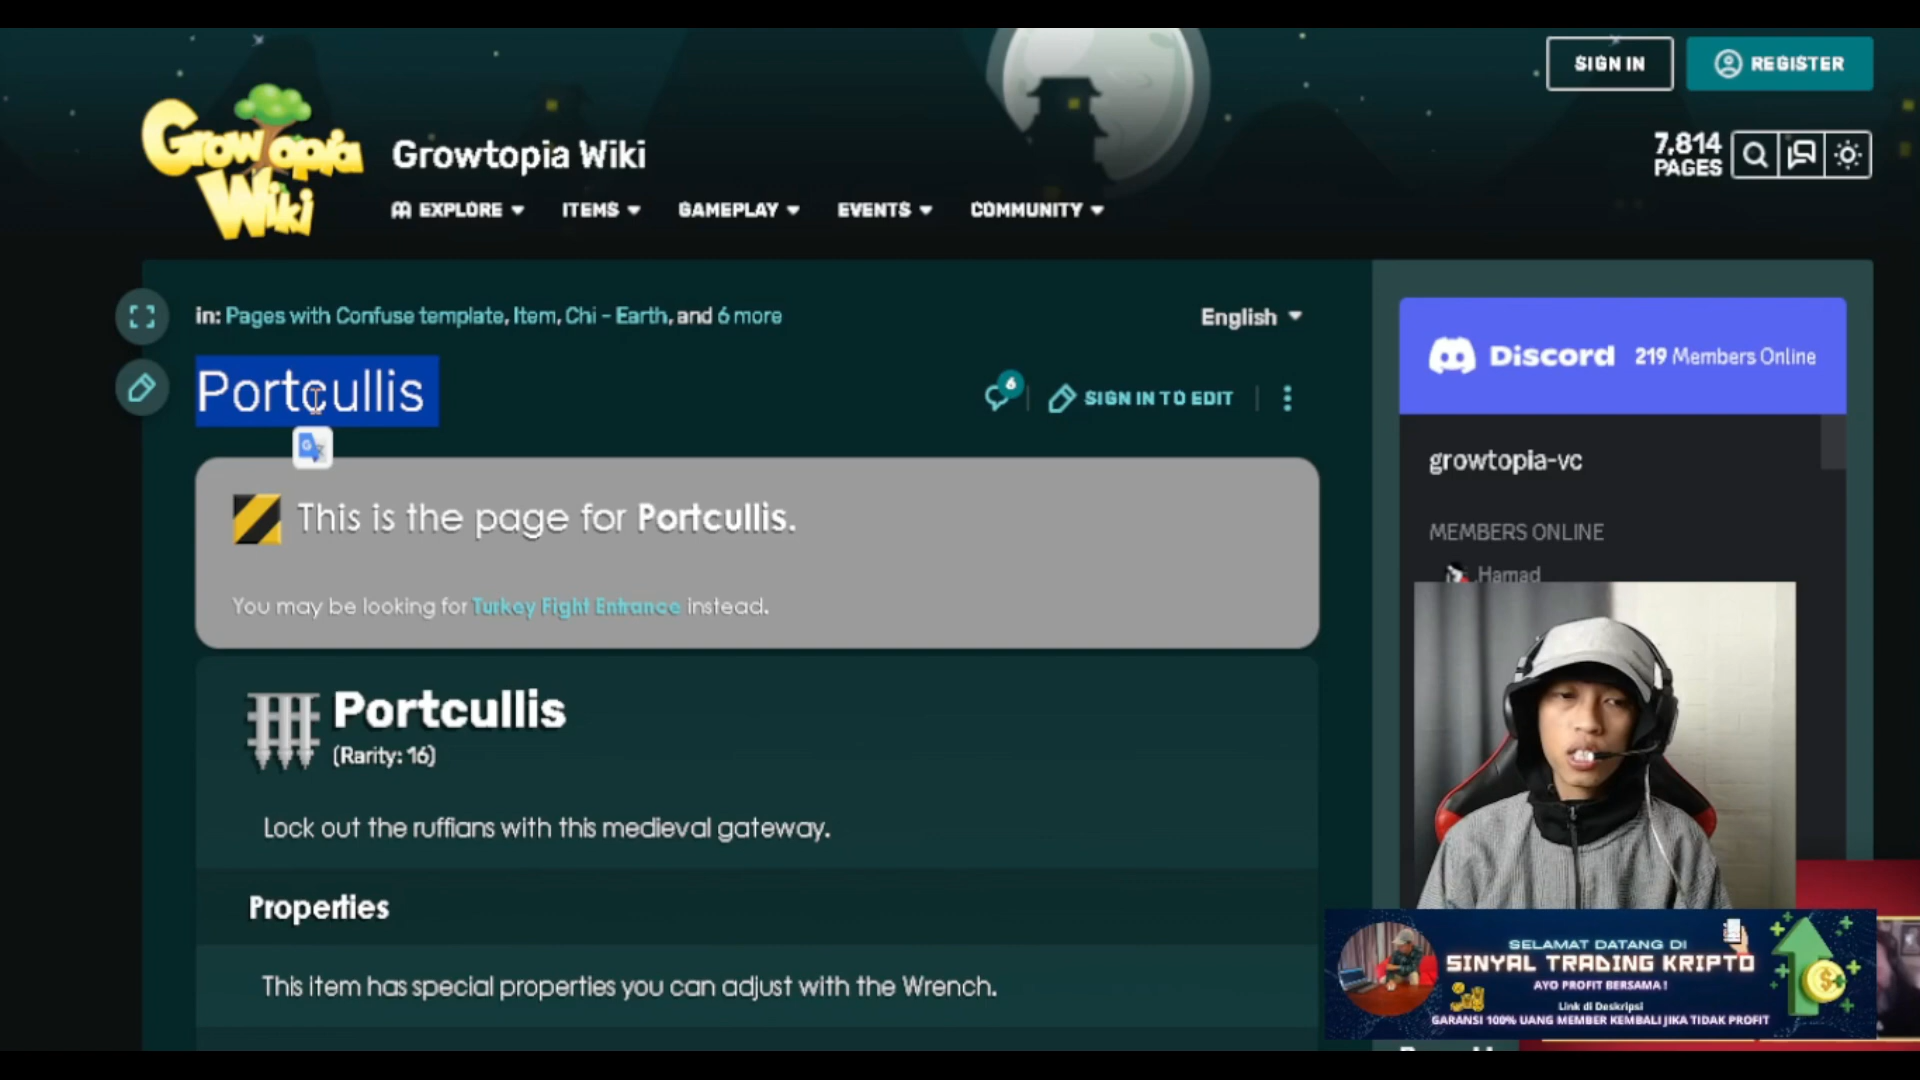 SIGN IN
REGISTER
Growtopia Wiki
Growtopia Wiki
7,814
PAGES
EXPLORE
ITEMS
GAMEPLAY
EVENTS
COMMUNITY
in: Pages with Confuse template, Item, Chi - Earth, and 6 more
English
Portcullis
6
SIGN IN TO EDIT
This is the page for Portcullis.
You may be looking for Turkey Fight Entrance instead.
Portcullis
(Rarity: 16)
Lock out the ruffians with this medieval gateway.
Properties
This item has special properties you can adjust with the Wrench.
Discord 219 Members Online
growtopia-vc
MEMBERS ONLINE
.Hamad
SELAMAT DATANG DI
SINYAL TRADING KRIPTO
AYO PROFIT BERSAMA !
Link di Deskripsi
GARANSI 100% UANG MEMBER KEMBALI JIKA TIDAK PROFIT